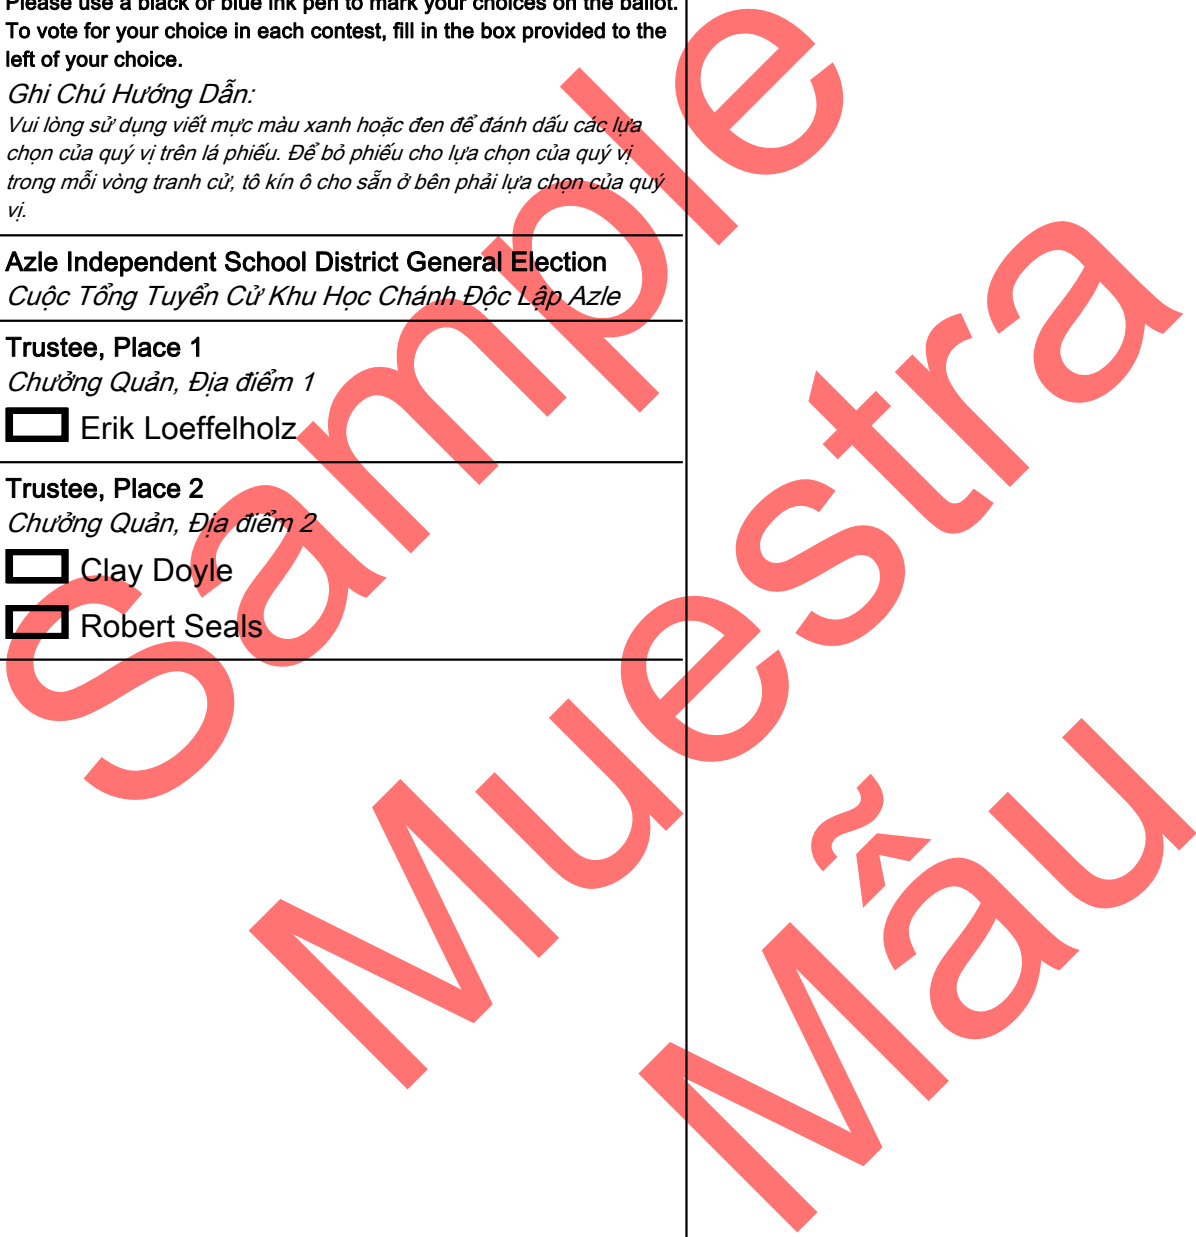 Please use a black or blue ink pen to mark your choices on the ballot.
To vote for your choice in each contest, fill in the box provided to the
left of your choice.
Ghi Chú Hướng Dẫn:
Vui lòng sử dụng viết mực màu xanh hoặc đen để đánh dấu các lựa
chọn của quý vị trên lá phiếu. Để bỏ phiếu cho lựa chọn của quý vị
trong mỗi vòng tranh cử, tô kín ô cho sẵn ở bên phải lựa chọn của quý
vị.
Azle Independent School District General Election
Cuộc Tổng Tuyển Cử Khu Học Chánh Độc Lập Azle
Trustee, Place 1
Chưởng Quản, Địa điểm 1
Erik Loeffelholz
Trustee, Place 2
Chưởng Quản, Địa điểm 2
Clay Doyle
Robert Seals
Sample
Muestra
Mẫu